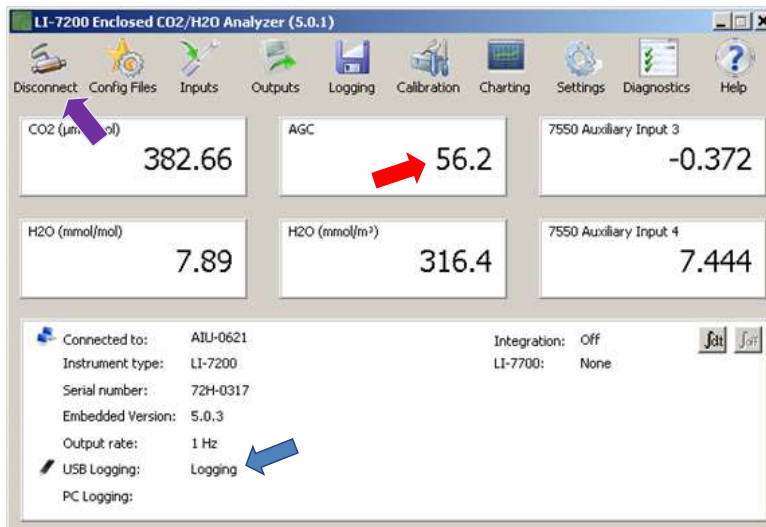 LI-7200 Enclosed CO2/H2O Analyzer (5.0.1)
Disconnect Config Files Inputs Outputs Logging Calibration Charting Settings Diagnostics Help
CO2 ol) AGC 7550 Auxiliary Input 3
382.66 56.2 -0.372
H2O (mmol/mol) H2O (mmol/m³) 7550 Auxiliary Input 4
7.89 316.4 7.444
Connected to: AIU-0621 Integration: Off ∫dt ∫off
Instrument type: LI-7200 LI-7700: None
Serial number: 72H-0317
Embedded Version: 5.0.3
Output rate: 1 Hz
USB Logging: Logging
PC Logging: